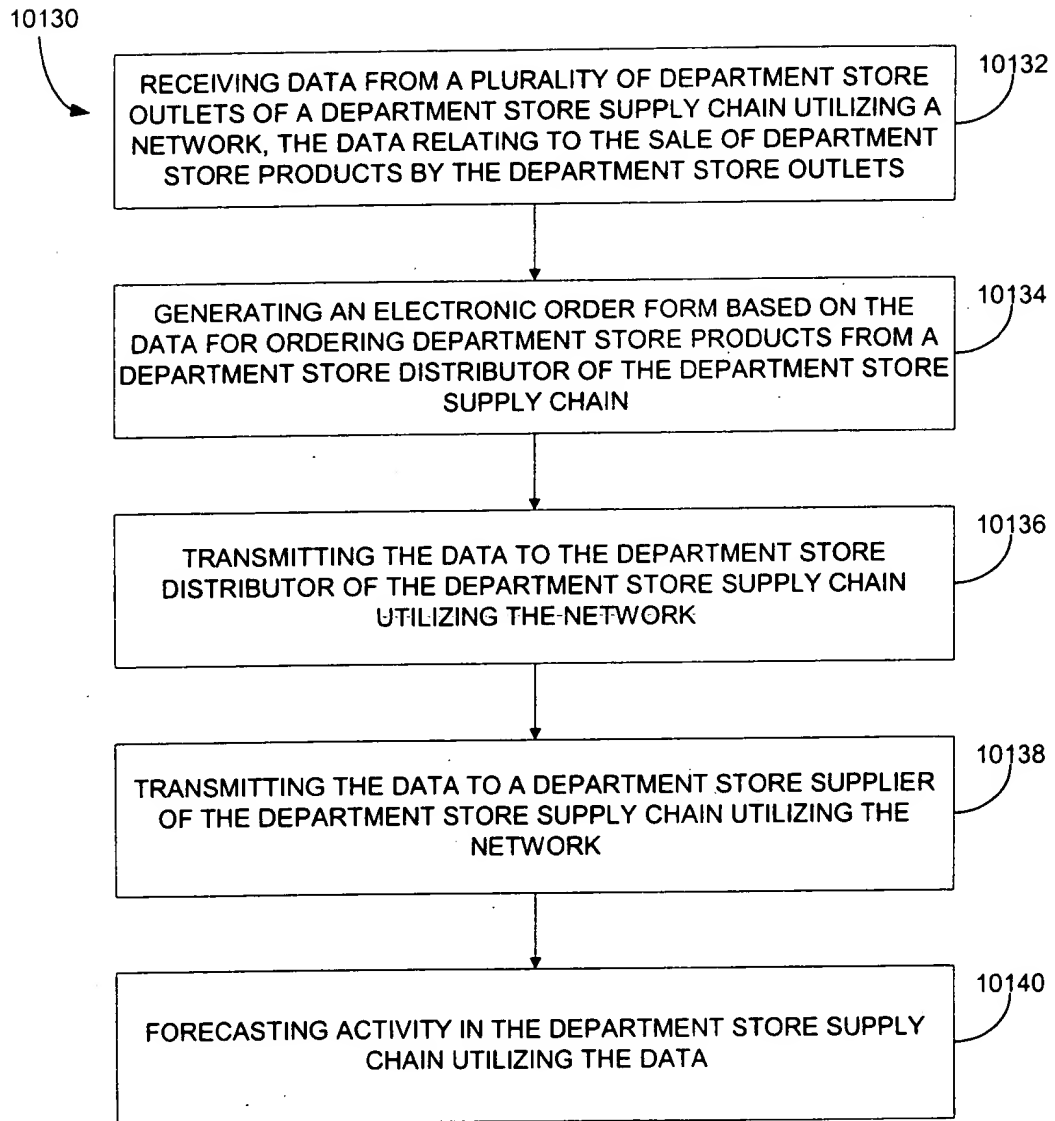 10130
RECEIVING DATA FROM A PLURALITY OF DEPARTMENT STORE
OUTLETS OF A DEPARTMENT STORE SUPPLY CHAIN UTILIZING A
NETWORK, THE DATA RELATING TO THE SALE OF DEPARTMENT
STORE PRODUCTS BY THE DEPARTMENT STORE OUTLETS
10132
GENERATING AN ELECTRONIC ORDER FORM BASED ON THE
DATA FOR ORDERING DEPARTMENT STORE PRODUCTS FROM A
DEPARTMENT STORE DISTRIBUTOR OF THE DEPARTMENT STORE
SUPPLY CHAIN
10134
TRANSMITTING THE DATA TO THE DEPARTMENT STORE
DISTRIBUTOR OF THE DEPARTMENT STORE SUPPLY CHAIN
UTILIZING THE NETWORK
10136
TRANSMITTING THE DATA TO A DEPARTMENT STORE SUPPLIER
OF THE DEPARTMENT STORE SUPPLY CHAIN UTILIZING THE
NETWORK
10138
FORECASTING ACTIVITY IN THE DEPARTMENT STORE SUPPLY
CHAIN UTILIZING THE DATA
10140